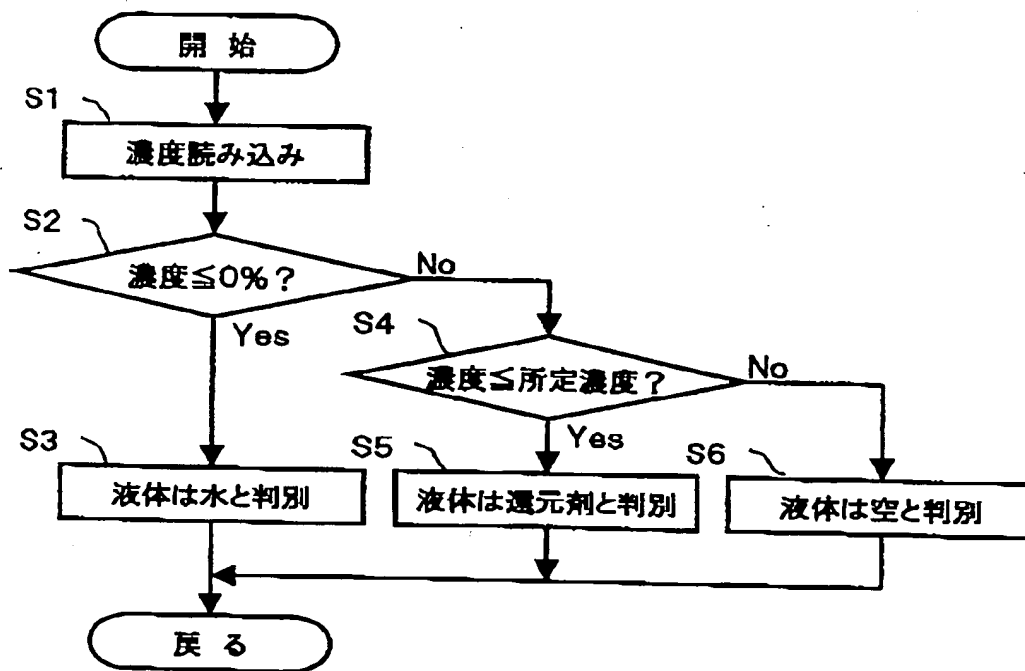 開始
S1
濃度読み込み
S2
濃度≦0%?
No
Yes
S4
濃度≦所定濃度?
No
Yes
S3
液体は水と判別
S5
液体は還元剤と判別
S6
液体は空と判別
戻る